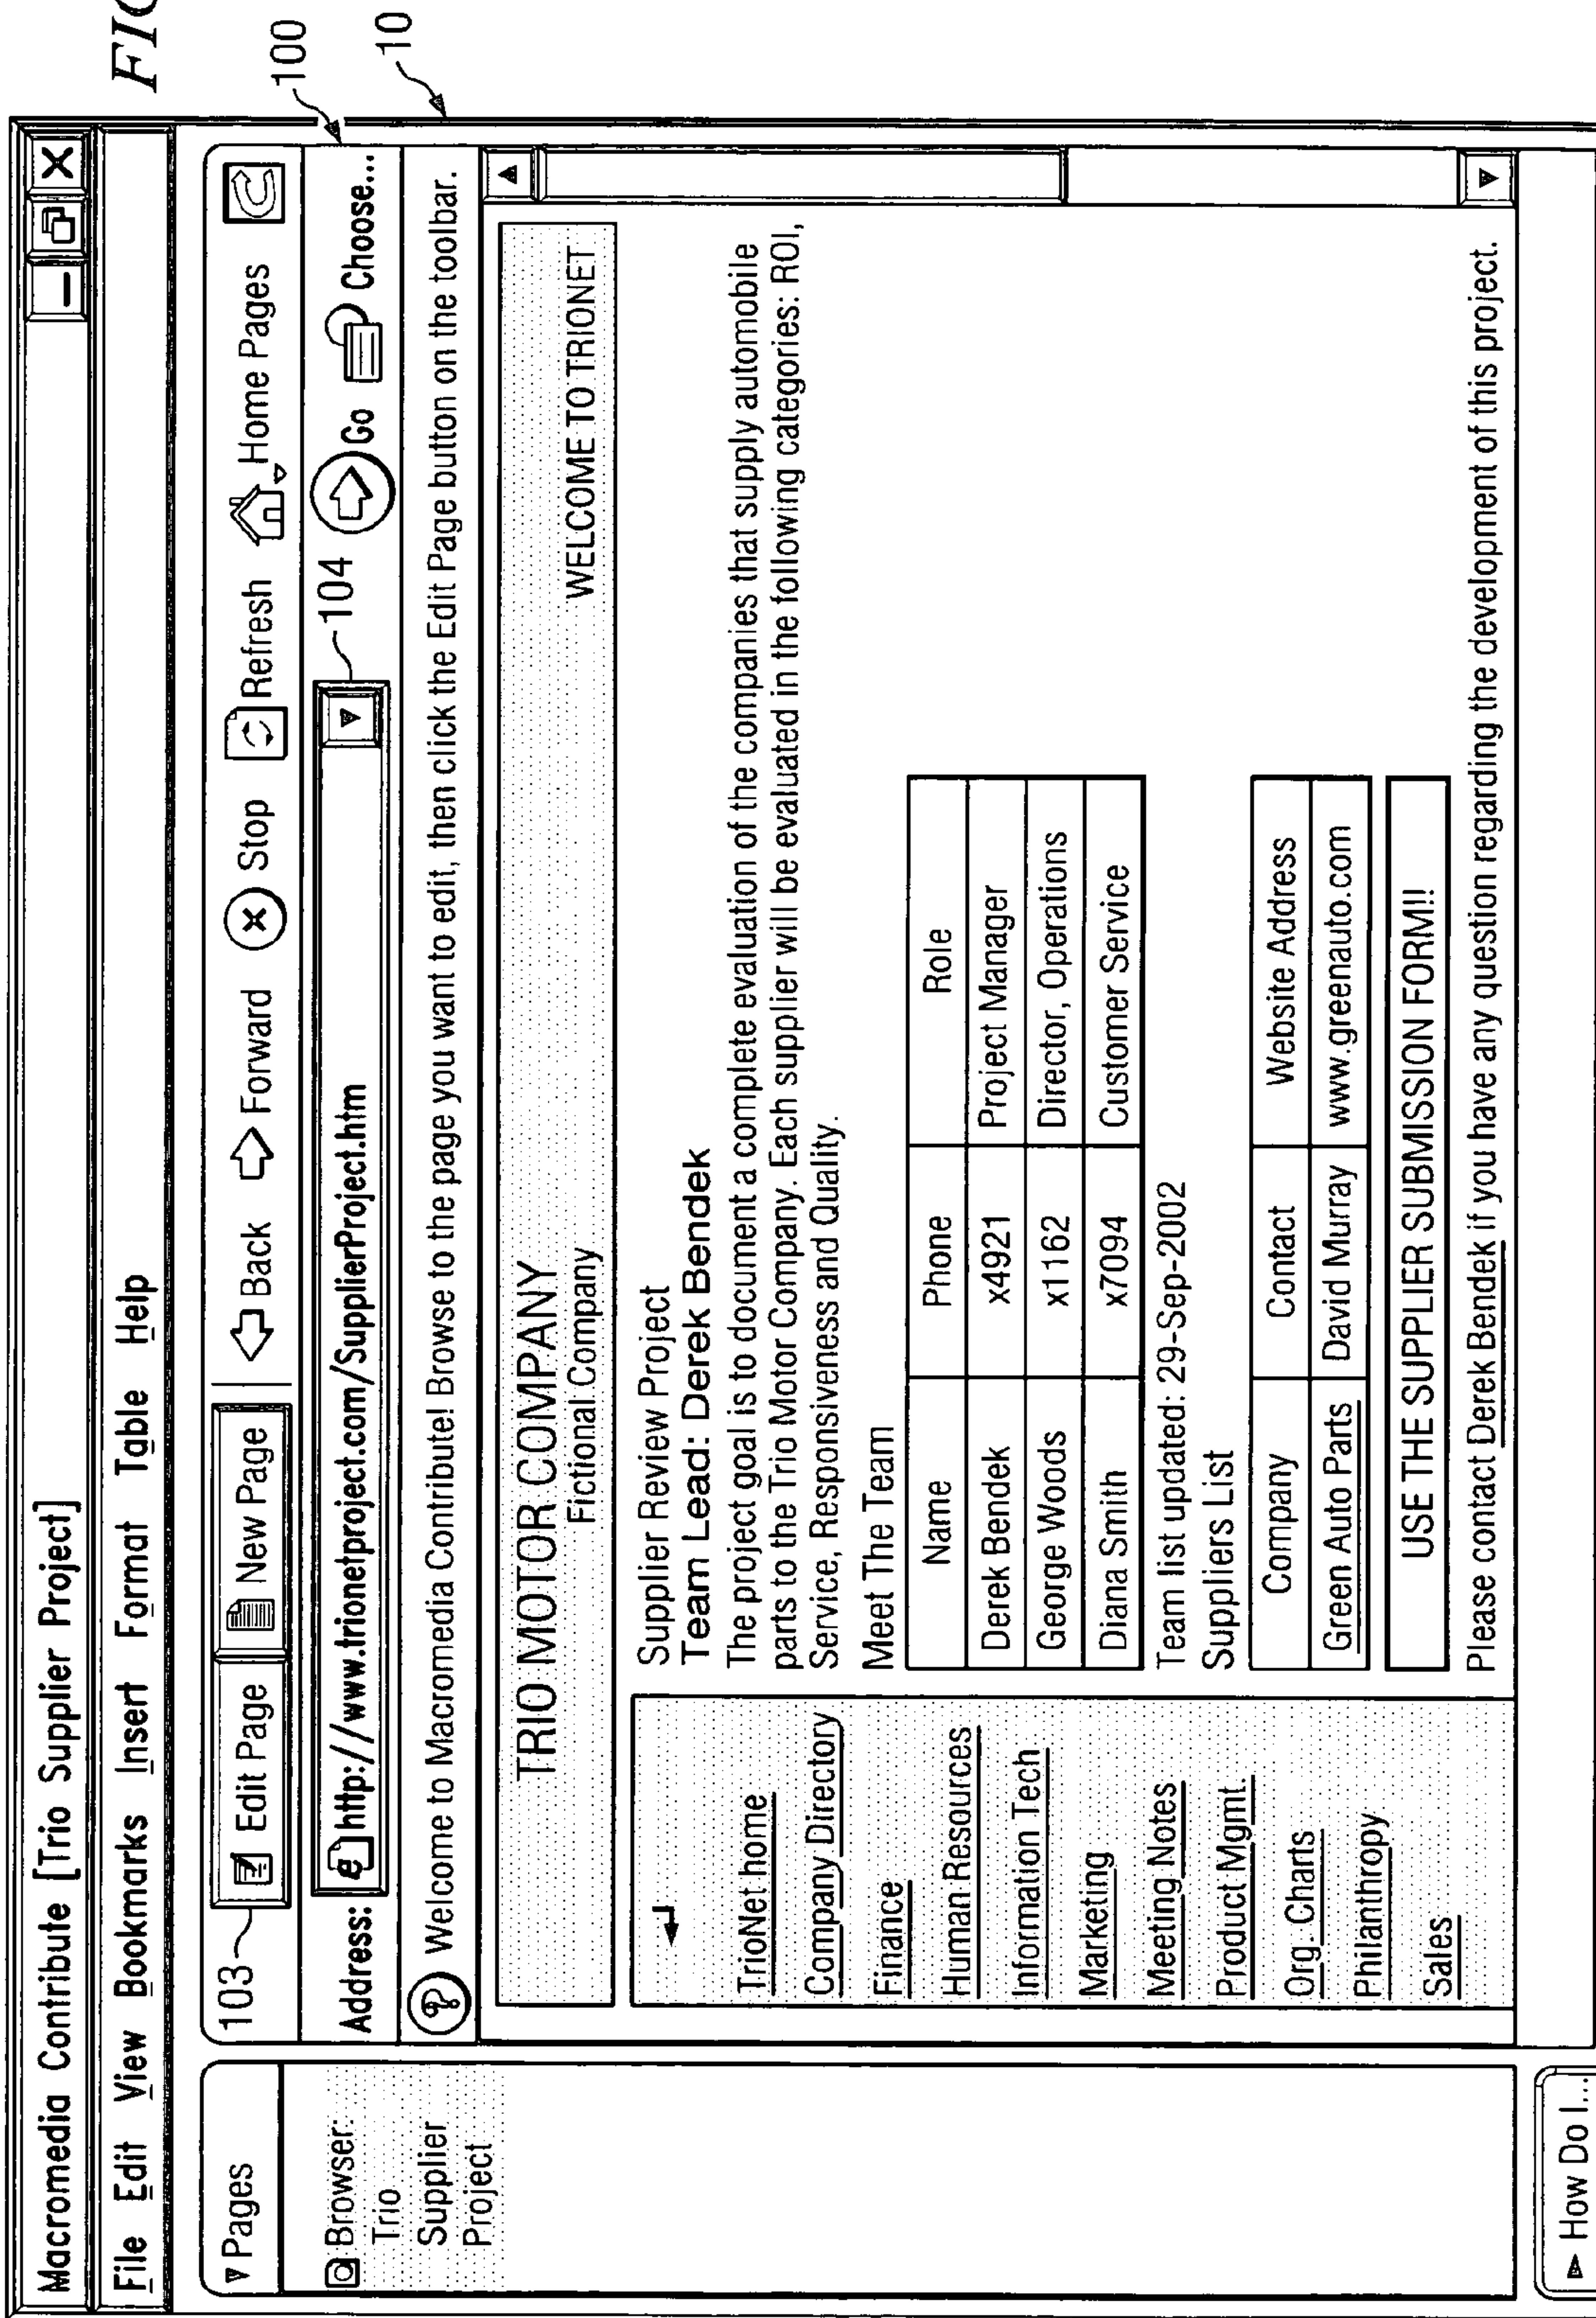 FIG
100
10
Macromedia Contribute [Trio Supplier Project]
File Edit View Bookmarks Insert Format Table Help
Pages
Browser:
Trio
Supplier
Project
103
Edit Page New Page Back Forward Stop Refresh Home Pages
Address: http://www.trionetproject.com/SupplierProject.htm 104 Go Choose...
Welcome to Macromedia Contribute! Browse to the page you want to edit, then click the Edit Page button on the toolbar.
TRIO MOTOR COMPANY
Fictional Company
WELCOME TO TRIONET
TrioNet home
Company Directory
Finance
Human Resources
Information Tech
Marketing
Meeting Notes
Product Mgmt.
Org. Charts
Philanthropy
Sales
Supplier Review Project
Team Lead: Derek Bendek
The project goal is to document a complete evaluation of the companies that supply automobile
parts to the Trio Motor Company. Each supplier will be evaluated in the following categories: ROI,
Service, Responsiveness and Quality.
Meet The Team
Name Phone Role
Derek Bendek x4921 Project Manager
George Woods x1162 Director, Operations
Diana Smith x7094 Customer Service
Team list updated: 29-Sep-2002
Suppliers List
Company Contact Website Address
Green Auto Parts David Murray www.greenauto.com
USE THE SUPPLIER SUBMISSION FORM!!
Please contact Derek Bendek if you have any question regarding the development of this project.
How Do I...